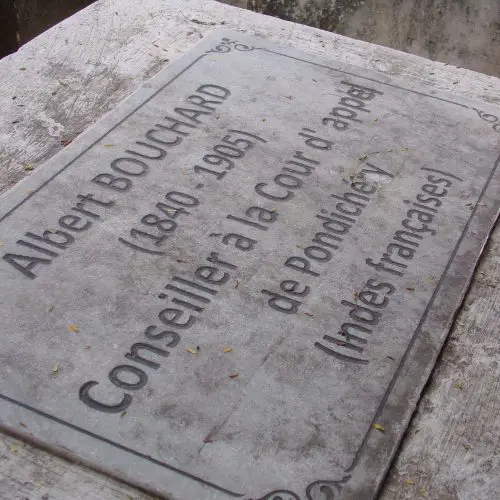 Albert BOUCHARD
(1840 - 1905)
Conseiller à la Cour d' appel
de Pondichéry
(Indes françaises)